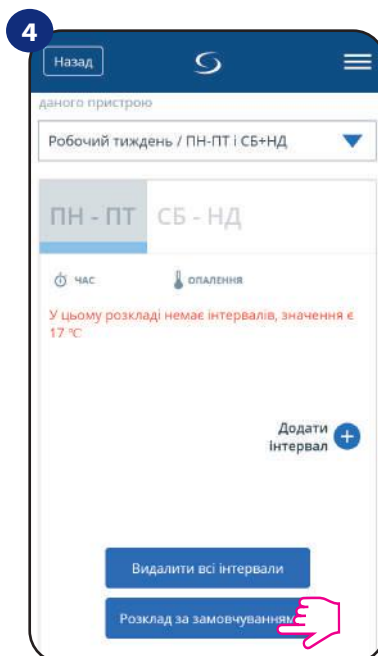 4
Назад
даного пристрою
Робочий тиждень / ПН-ПТ і СБ+НД
ПН - ПТ СБ - НД
ЧАС ОПАЛЕННЯ
У цьому розкладі немає інтервалів, значення є
17 °C
Додати
інтервал
Видалити всі інтервали
Розклад за замовчуванням